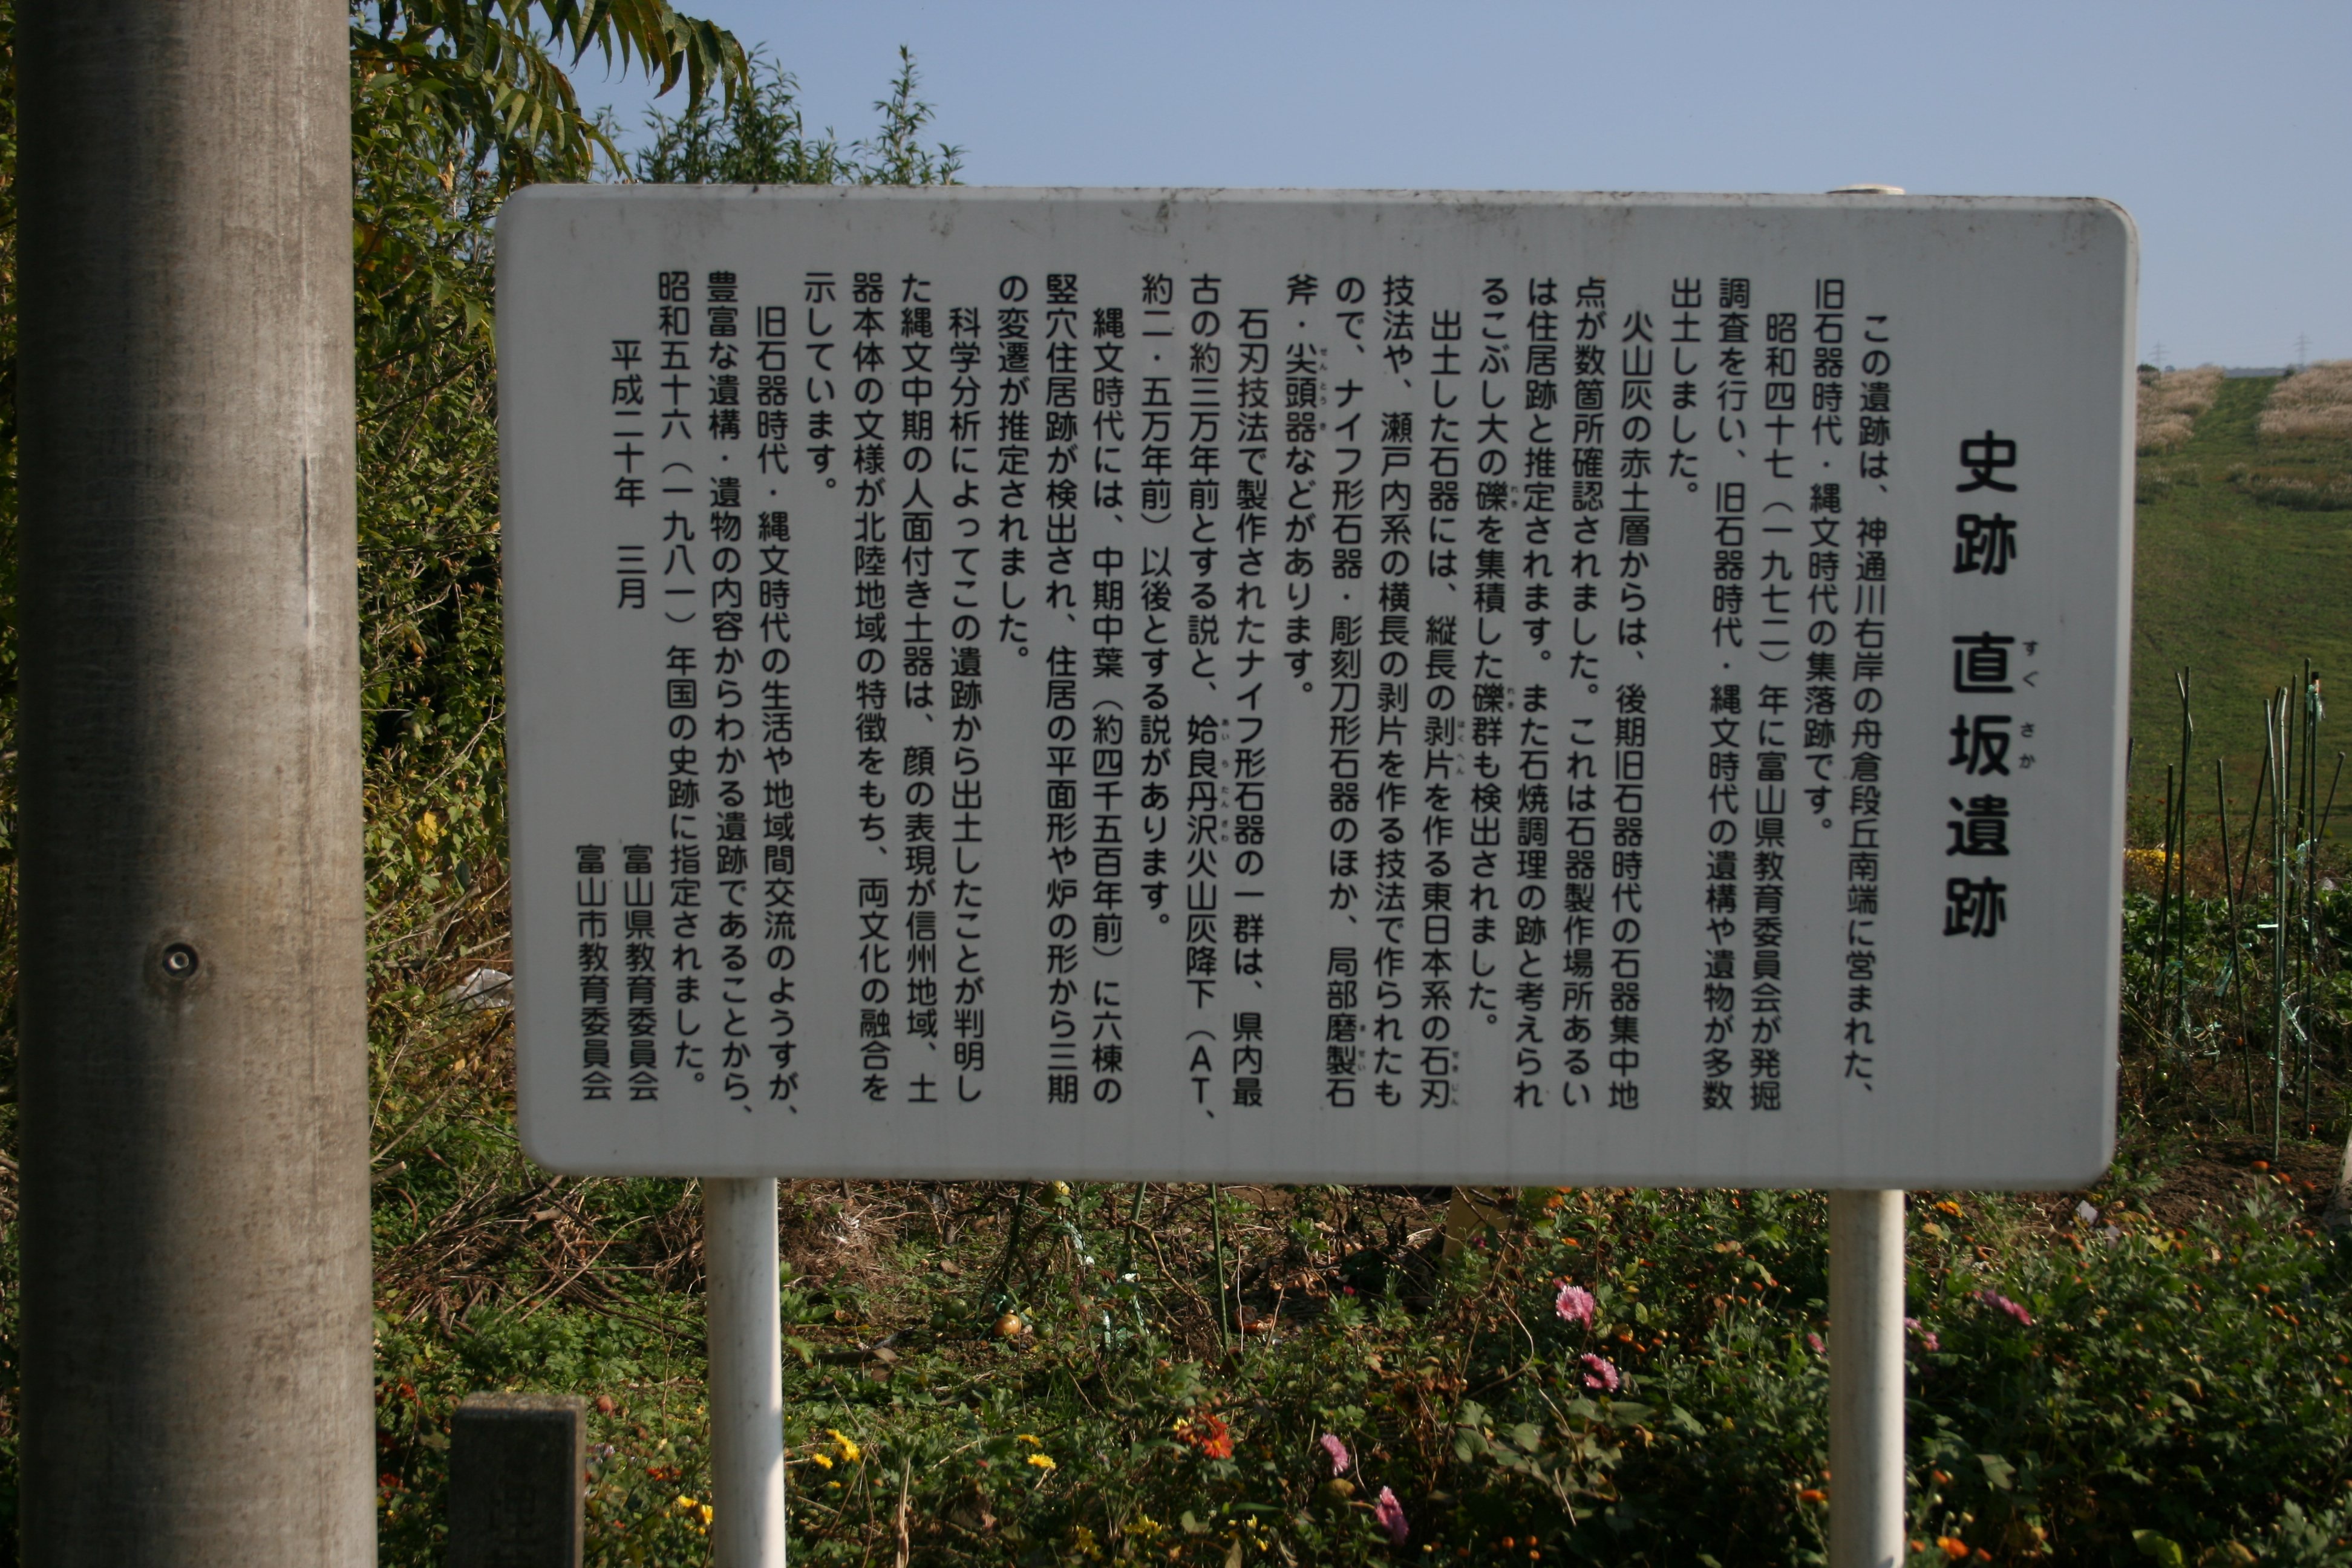 史跡 直坂遺跡
この遺跡は、神通川右岸の舟倉段丘南端に営まれた、
旧石器時代・縄文時代の集落跡です。
昭和四十七（一九七二）年に富山県教育委員会が発掘
調査を行い、旧石器時代・縄文時代の遺構や遺物が多数
出土しました。
火山灰の赤土層からは、後期旧石器時代の石器集中地
点が数箇所確認されました。これは石器製作場所あるい
は住居跡と推定されます。また石焼調理の跡と考えられ
るこぶし大の礫を集積した礫群も検出されました。
出土した石器には、縦長の剥片を作る東日本系の石刃
技法や、瀬戸内系の横長の剥片を作る技法で作られたも
ので、ナイフ形石器・彫刻刀形石器のほか、局部磨製石
斧・尖頭器などがあります。
石刃技法で製作されたナイフ形石器の一群は、県内最
古の約三万年前とする説と、姶良丹沢火山灰降下（ＡＴ、
約二・五万年前）以後とする説があります。
縄文時代には、中期中葉（約四千五百年前）に六棟の
竪穴住居跡が検出され、住居の平面形や炉の形から三期
の変遷が推定されました。
科学分析によってこの遺跡から出土したことが判明し
た縄文中期の人面付き土器は、顔の表現が信州地域、土
器本体の文様が北陸地域の特徴をもち、両文化の融合を
示しています。
旧石器時代・縄文時代の生活や地域間交流のようすが、
豊富な遺構・遺物の内容からわかる遺跡であることから、
昭和五十六（一九八一）年国の史跡に指定されました。
平成二十年 三月
富山県教育委員会
富山市教育委員会